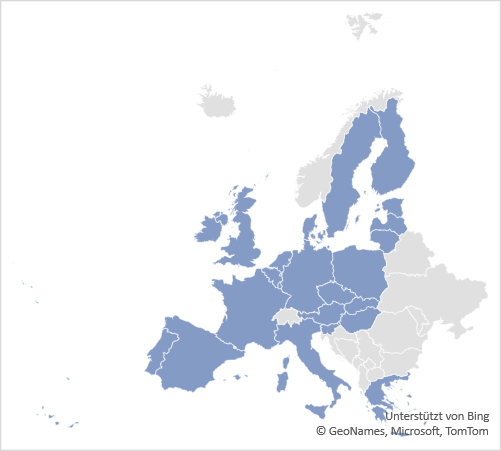 Unterstützt von Bing
© GeoNames, Microsoft, TomTom